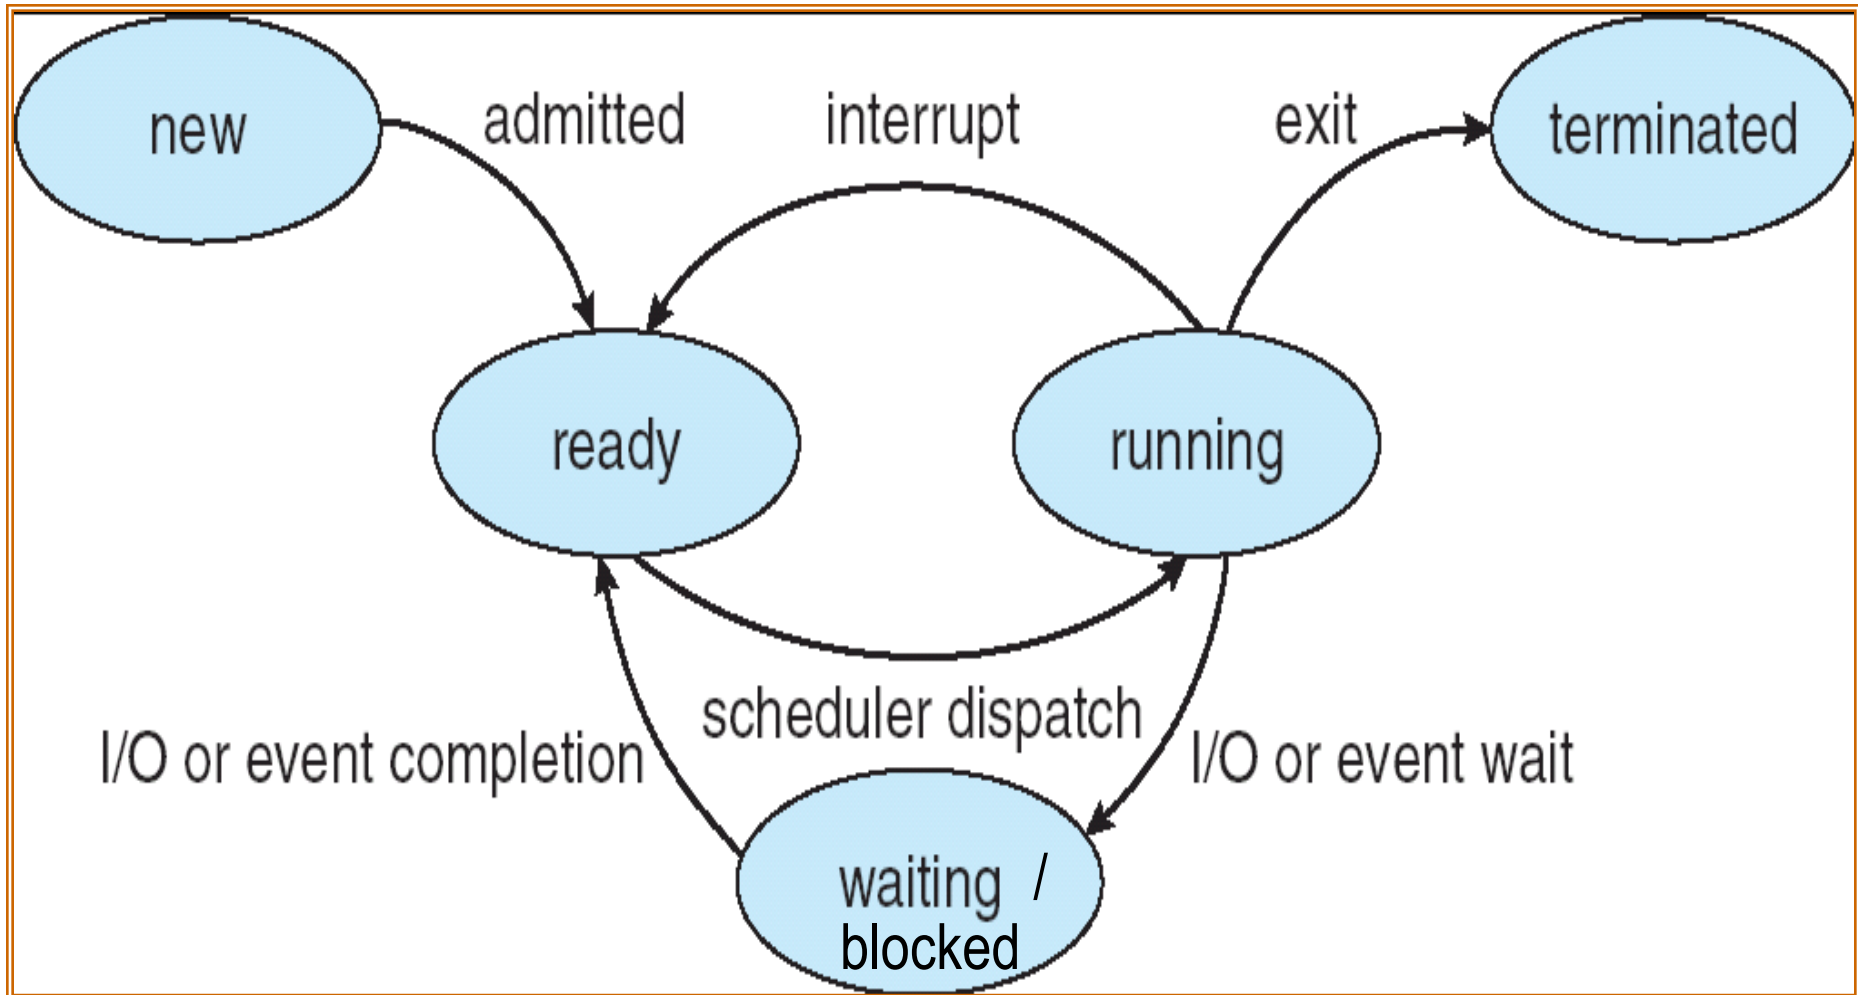 new
admitted
interrupt
exit
terminated
ready
running
scheduler dispatch
I/O or event completion
I/O or event wait
waiting /
blocked